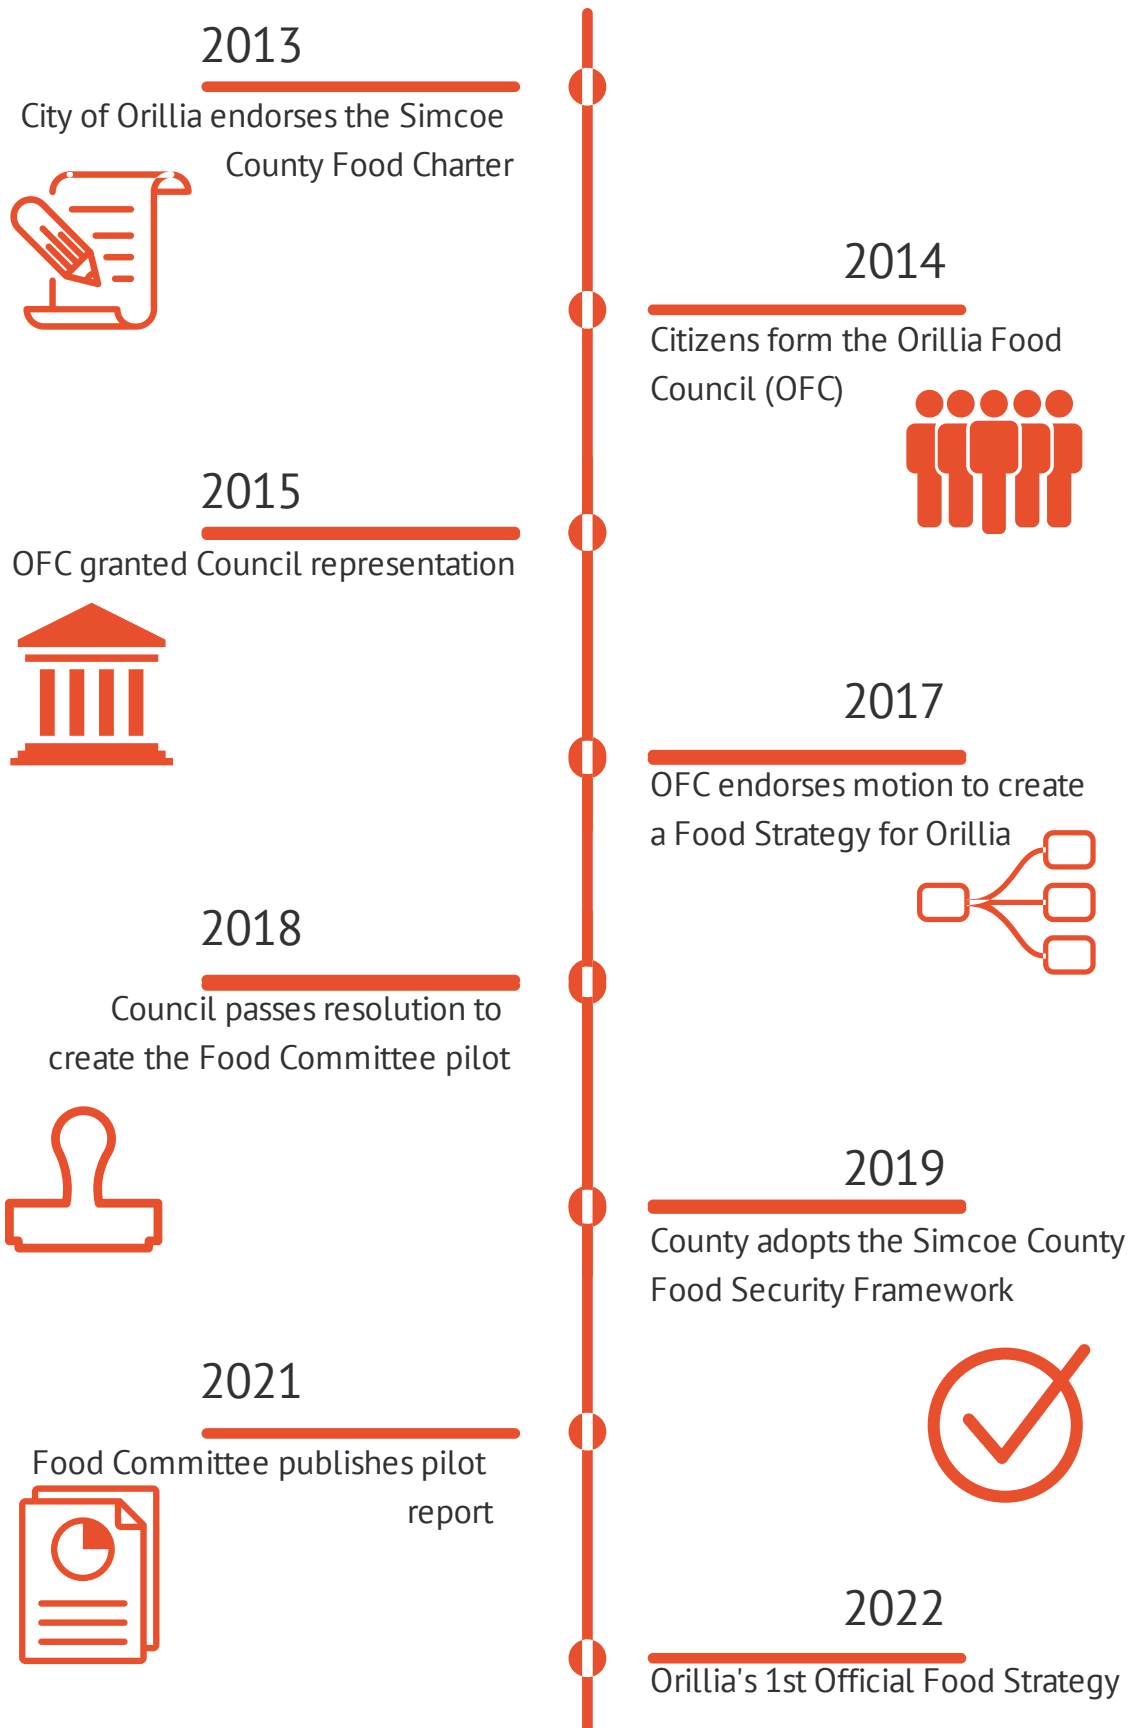 2013
City of Orillia endorses the Simcoe
County Food Charter
2014
Citizens form the Orillia Food
Council (OFC)
2015
OFC granted Council representation
2017
OFC endorses motion to create
a Food Strategy for Orillia
2018
Council passes resolution to
create the Food Committee pilot
2019
County adopts the Simcoe County
Food Security Framework
2021
Food Committee publishes pilot
report
2022
Orillia's 1st Official Food Strategy